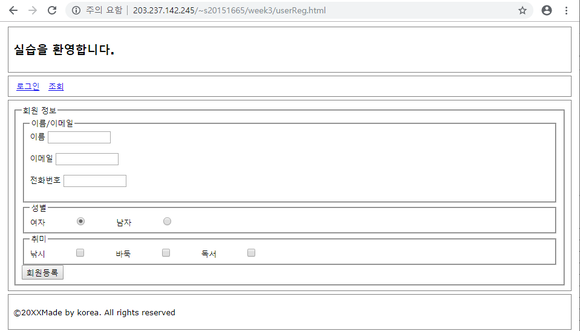 주의 요함 | 203.237.142.245/~s20151665/week3/userReg.html
실습을 환영합니다.
로그인 조회
회원 정보
이름/이메일
이름
이메일
전화번호
성별
여자 남자
취미
낚시 바둑 독서
회원등록
©20XXMade by korea. All rights reserved